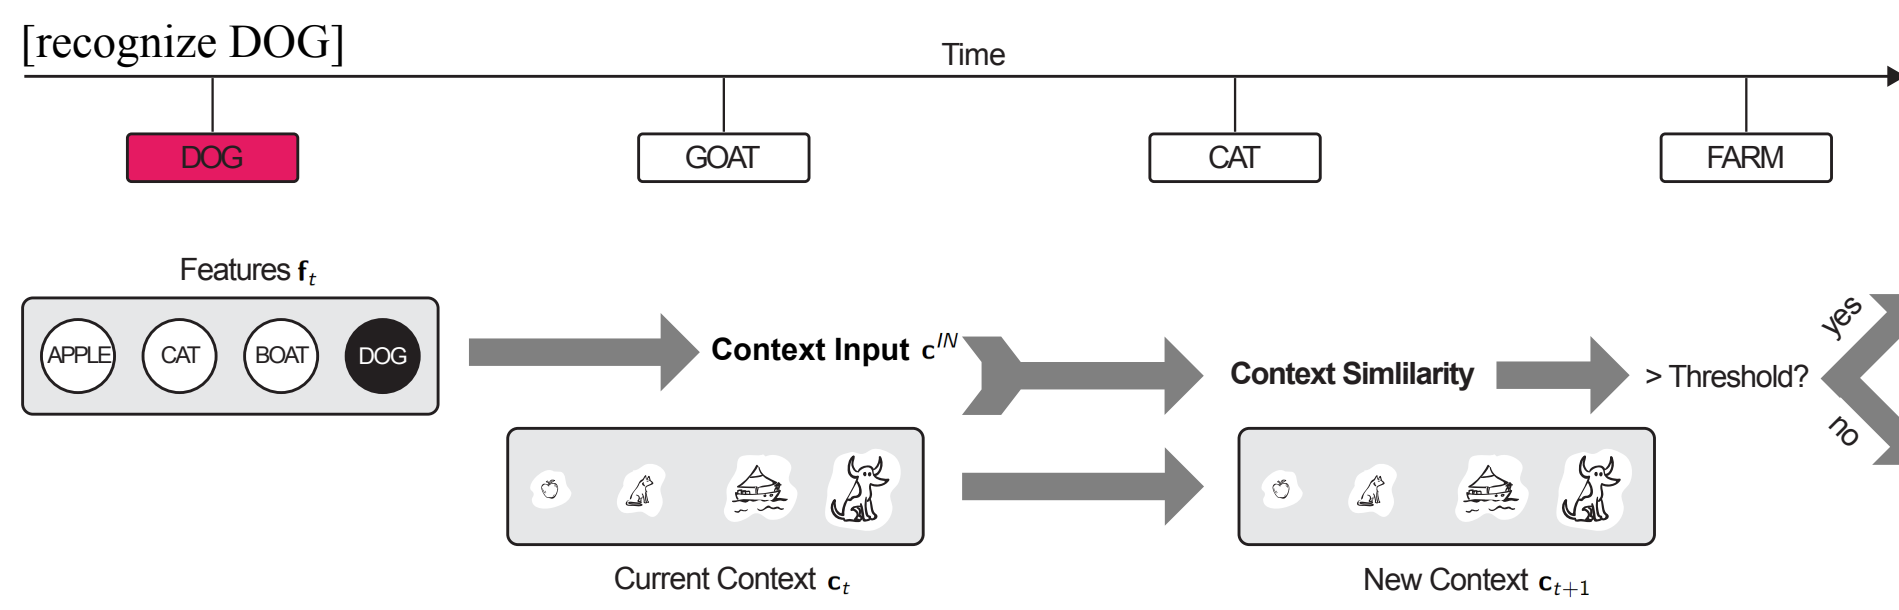 [recognize DOG]
Time
DOG GOAT CAT FARM
Features f_t
APPLE CAT BOAT DOG
Context Input c^IN
Context Simlilarity
> Threshold?
yes
no
Current Context c_t
New Context c_{t+1}